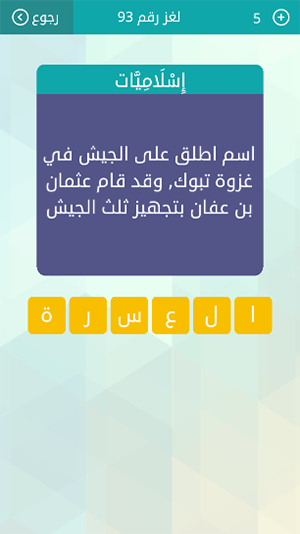 رجوع لغز رقم 93 5
إِسْلَامِيَّات
اسم اطلق على الجيش في
غزوة تبوك, وقد قام عثمان
بن عفان بتجهيز ثلث الجيش
ا ل ع س ر ة